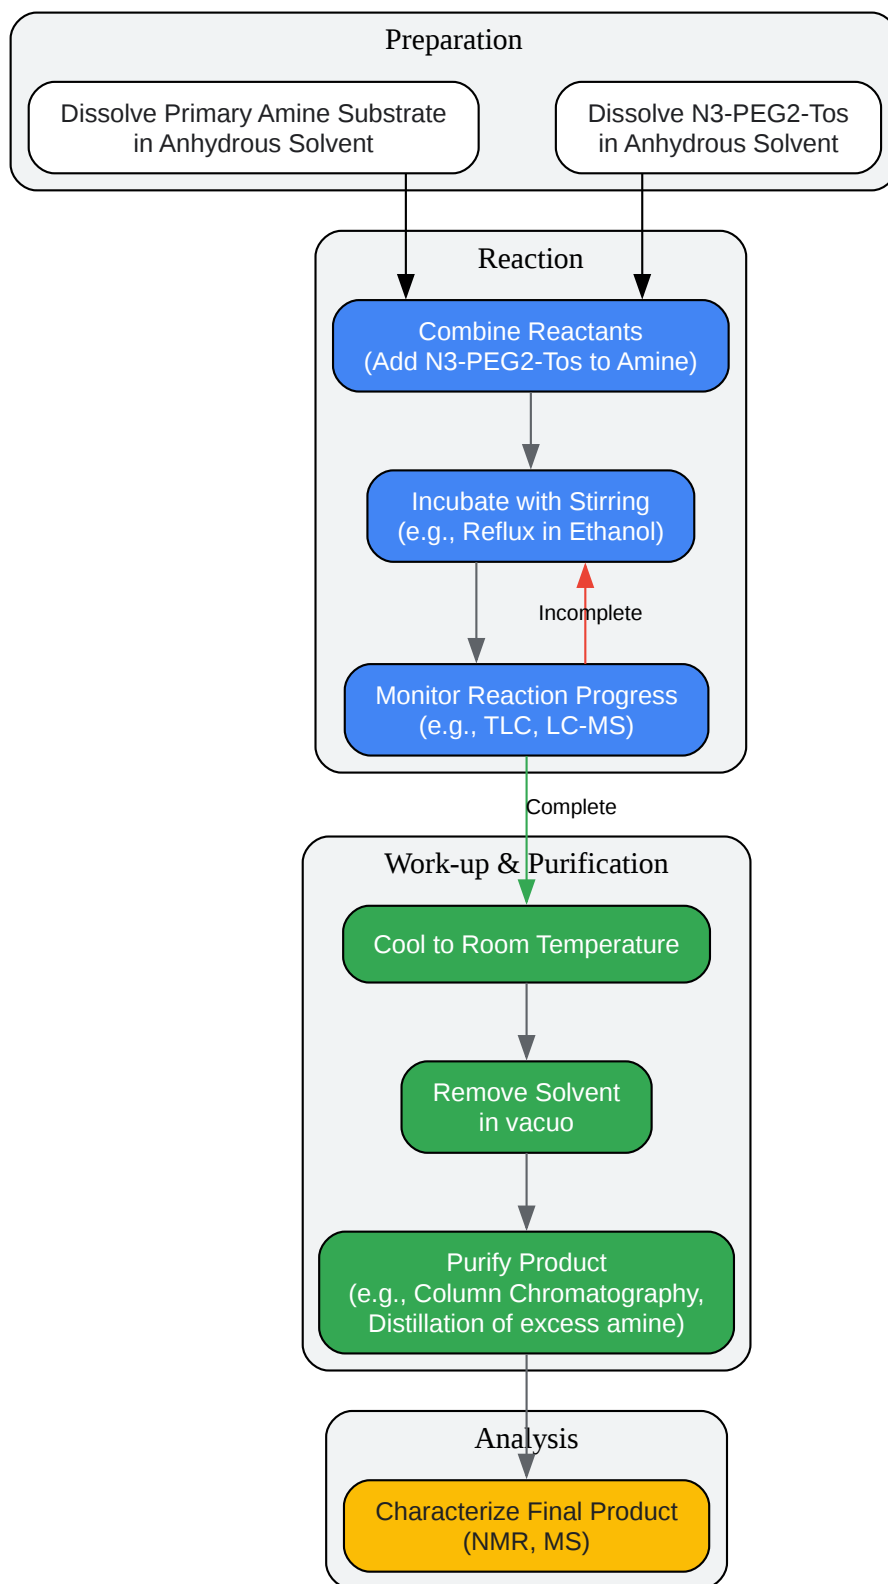 Preparation
Dissolve Primary Amine Substrate
in Anhydrous Solvent
Dissolve N3-PEG2-Tos
in Anhydrous Solvent
Reaction
Combine Reactants
(Add N3-PEG2-Tos to Amine)
Incubate with Stirring
(e.g., Reflux in Ethanol)
Incomplete
Monitor Reaction Progress
(e.g., TLC, LC-MS)
Complete
Work-up & Purification
Cool to Room Temperature
Remove Solvent
in vacuo
Purify Product
(e.g., Column Chromatography,
Distillation of excess amine)
Analysis
Characterize Final Product
(NMR, MS)